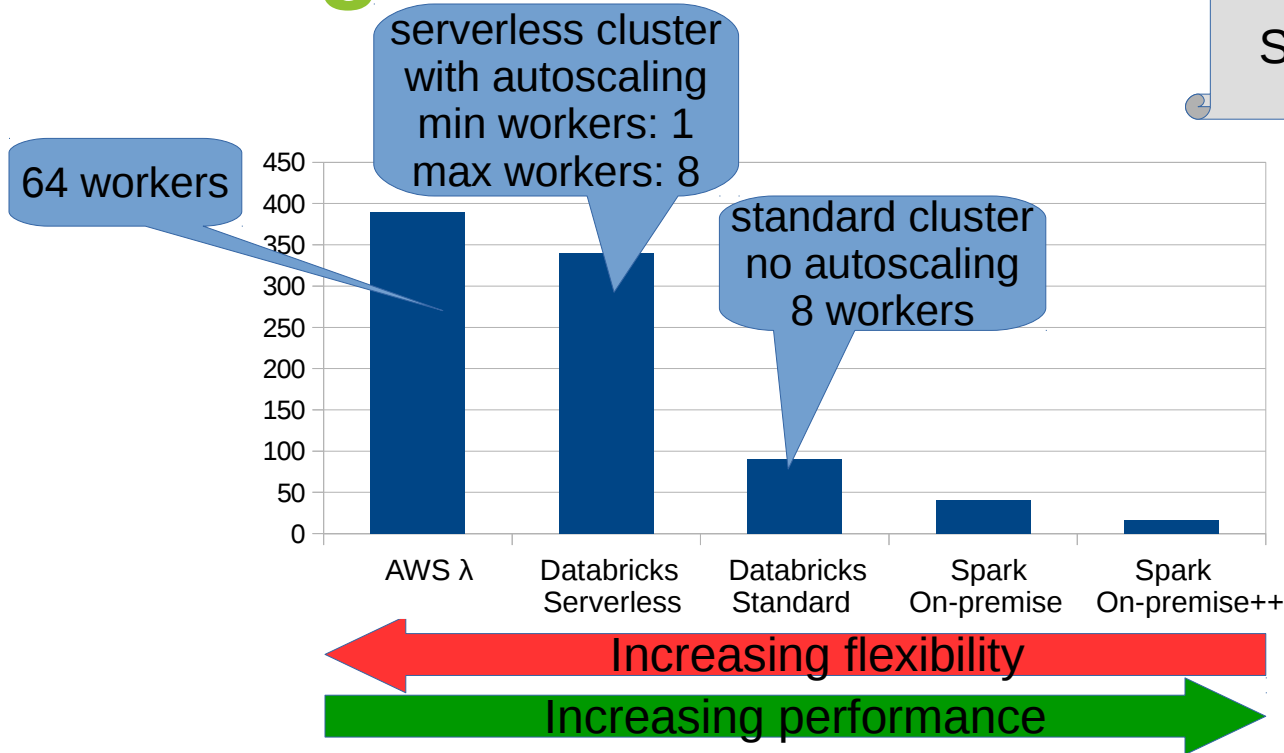 serverless cluster
with autoscaling
min workers: 1
max workers: 8
64 workers
standard cluster
no autoscaling
8 workers
450
400
350
300
250
200
150
100
50
0
AWS λ
Databricks
Serverless
Databricks
Standard
Spark
On-premise
Spark
On-premise++
Increasing flexibility
Increasing performance